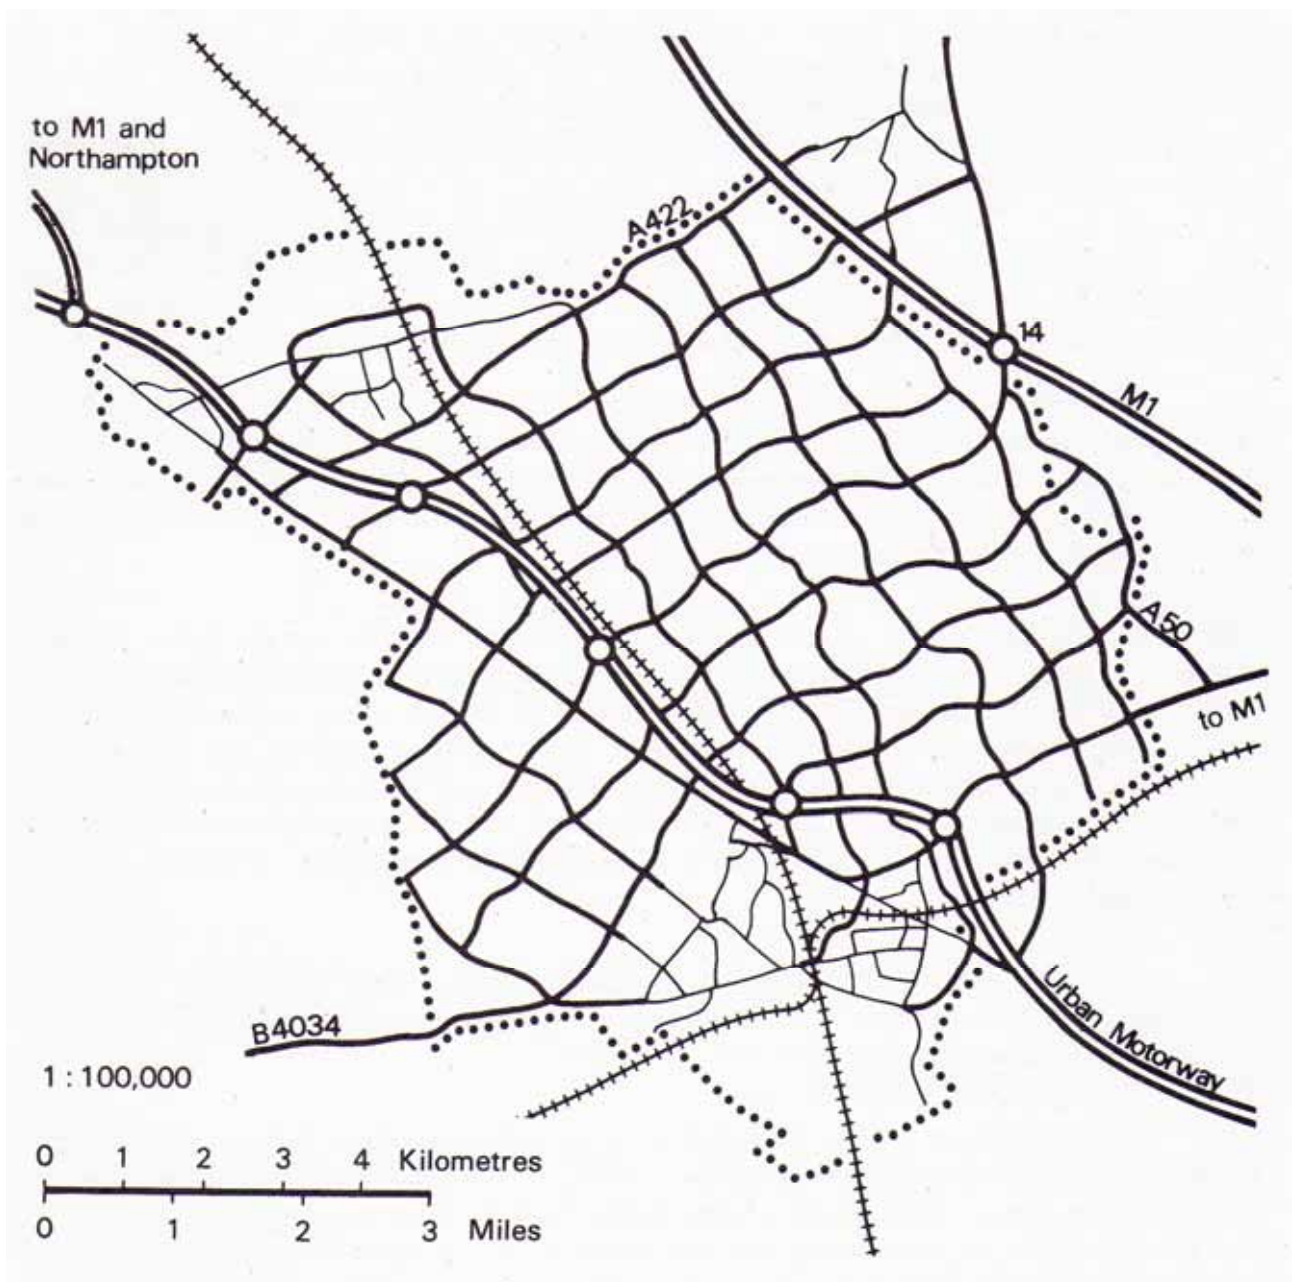 to M1 and
Northampton
A422
14
M1
A50
to M1
Urban Motorway
B4034
1 : 100,000
0 1 2 3 4 Kilometres
0 1 2 3 Miles